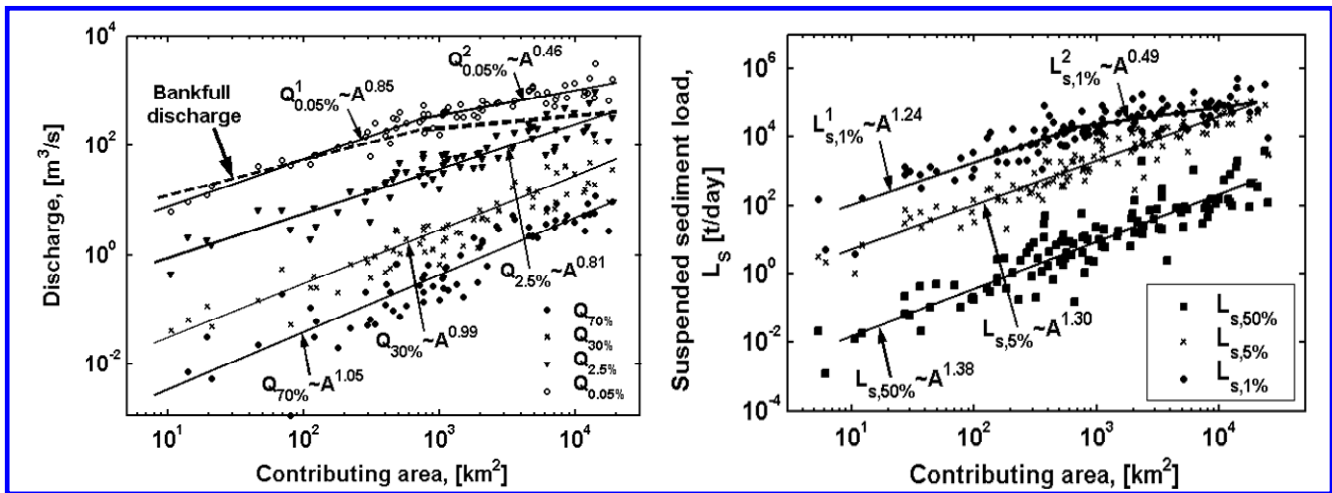 10^4
10^2
10^0
10^-2
Discharge, [m^3/s]
Bankfull
discharge
Q^1_0.05%~A^0.85
Q^2_0.05%~A^0.46
Q_2.5%~A^0.81
Q_30%~A^0.99
Q_70%~A^1.05
Q_70%
Q_30%
Q_2.5%
Q_0.05%
10^1
10^2
10^3
10^4
Contributing area, [km^2]
Suspended sediment load,
L_S [t/day]
10^6
10^4
10^2
10^0
10^-2
10^-4
L^1_s,1%~A^1.24
L^2_s,1%~A^0.49
L_s,5%~A^1.30
L_s,50%~A^1.38
L_s,50%
L_s,5%
L_s,1%
10^1
10^2
10^3
10^4
Contributing area, [km^2]